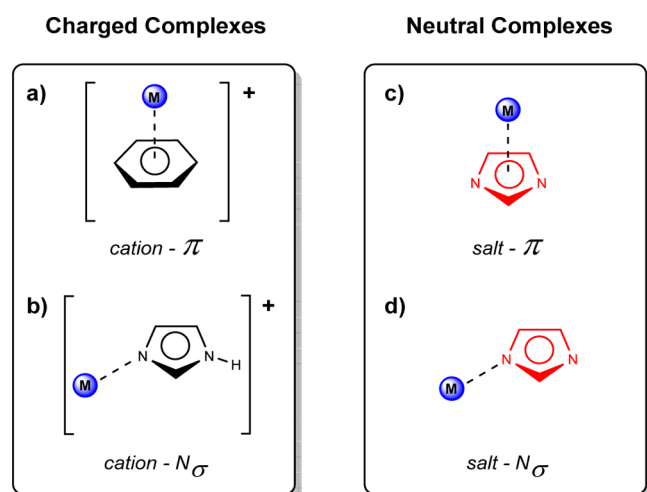 Charged Complexes
Neutral Complexes
a)
M
+
cation - π
b)
M
N
N
H
+
cation - Nσ
c)
M
N
N
salt - π
d)
M
N
N
salt - Nσ